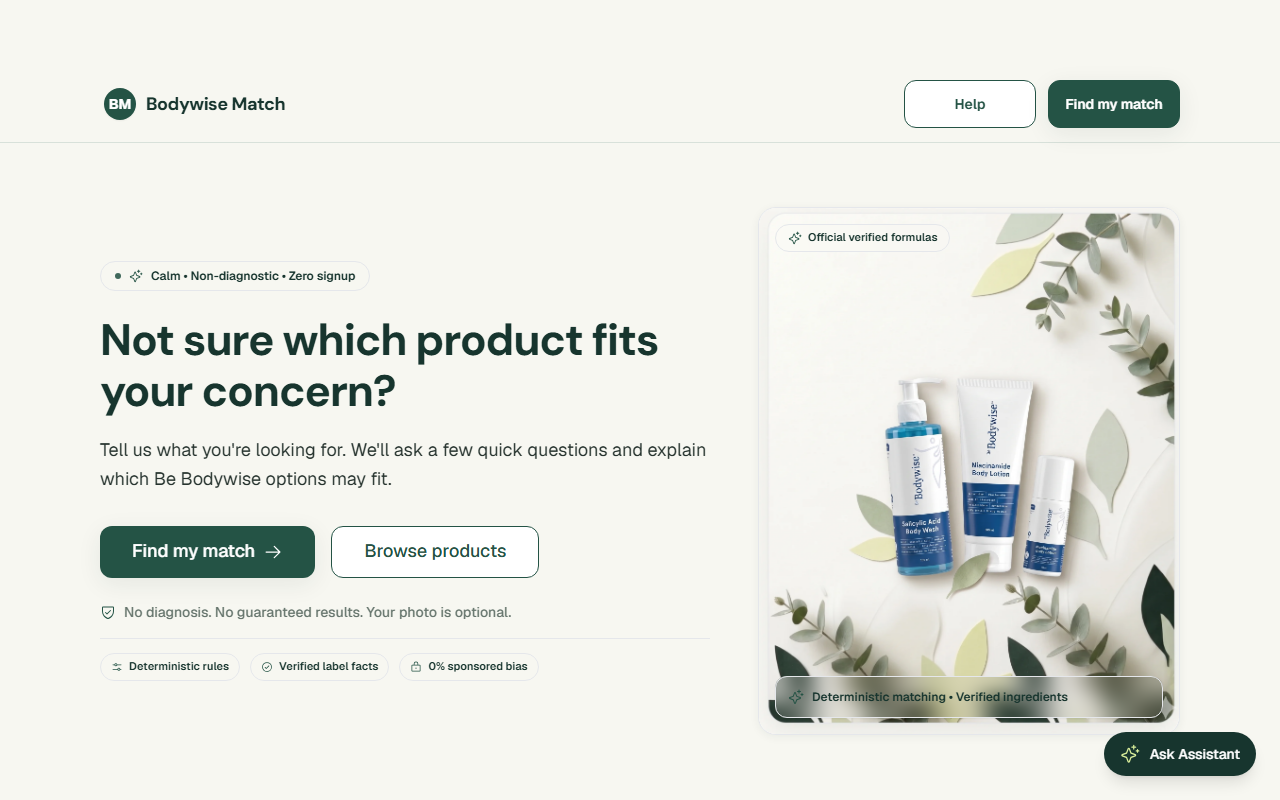 BM Bodywise Match
Help
Find my match
Calm • Non-diagnostic • Zero signup
Not sure which product fits
your concern?
Tell us what you're looking for. We'll ask a few quick questions and explain
which Be Bodywise options may fit.
Find my match →
Browse products
No diagnosis. No guaranteed results. Your photo is optional.
Deterministic rules
Verified label facts
0% sponsored bias
Official verified formulas
Bodywise
Salicylic Acid
Body Wash
Bodywise
Niacinamide
Body Lotion
Bodywise
Deterministic matching • Verified ingredients
Ask Assistant